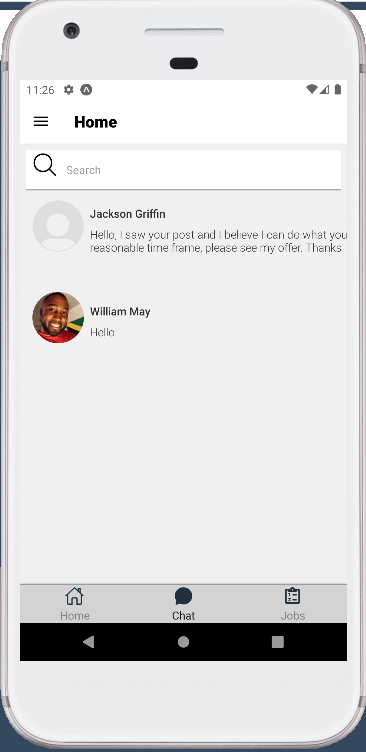 11:26
Home
Search
Jackson Griffin
Hello, I saw your post and I believe I can do what you
reasonable time frame, please see my offer. Thanks
William May
Hello
Home
Chat
Jobs